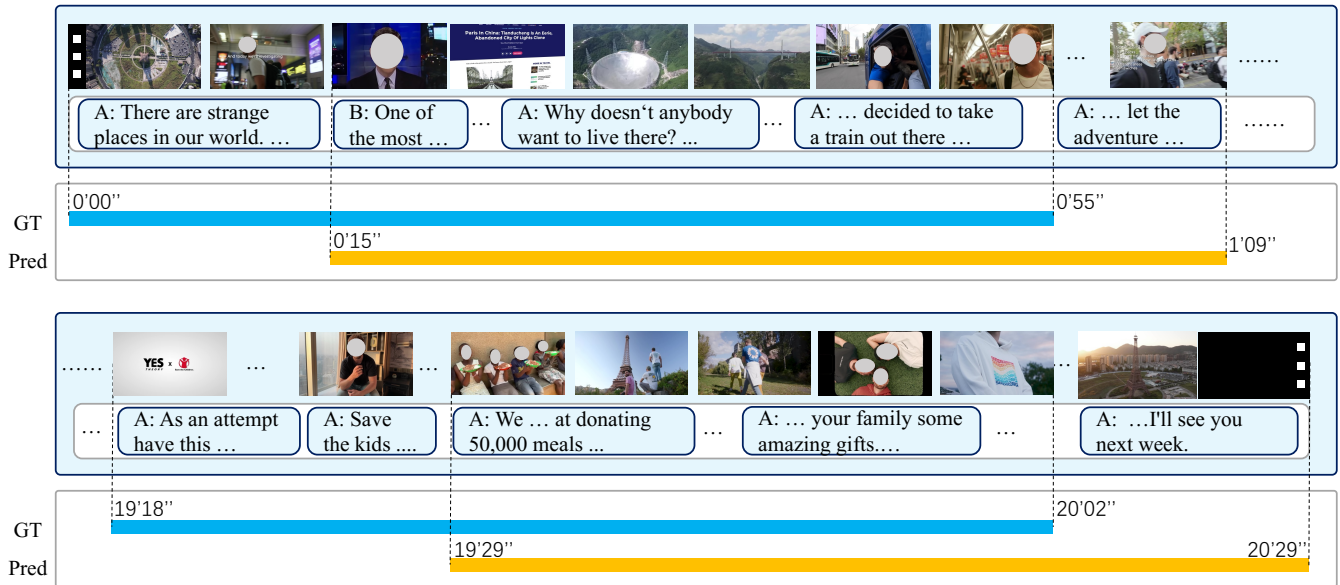 And today we're investigating
Paris In China: Tianducheng Is An Eerie,
Abandoned City Of Lights Clone
A: There are strange
places in our world. …
B: One of
the most …
…
A: Why doesn‘t anybody
want to live there? ...
…
A: … decided to take
a train out there …
…
A: … let the
adventure …
……
……
GT
0’00’’
0’55’’
Pred
0’15’’
1’09’’
……
YES x
THEORY
…
…
…
…
A: As an attempt
have this …
A: Save
the kids ....
A: We … at donating
50,000 meals ...
…
A: … your family some
amazing gifts.…
…
A: …I'll see you
next week.
GT
19’18’’
20’02’’
Pred
19’29’’
20’29’’